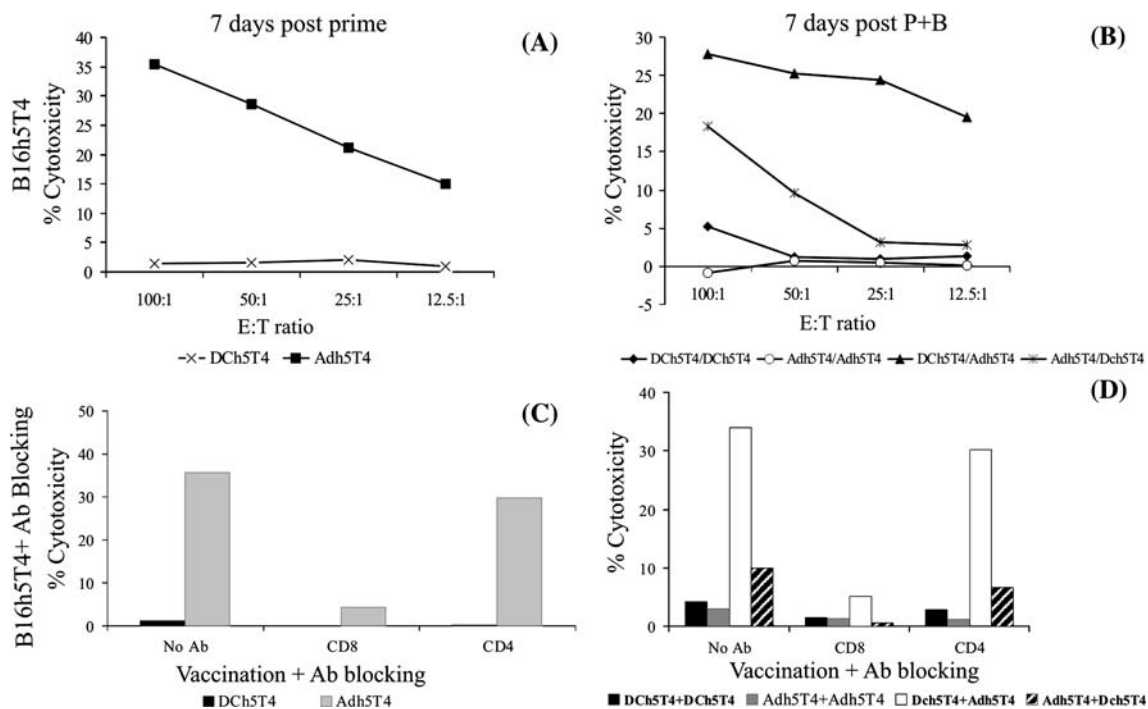 7 days post prime
(A)
B16h5T4
% Cytotoxicity
40
35
30
25
20
15
10
5
0
100:1 50:1 25:1 12.5:1
E:T ratio
DCh5T4 Adh5T4
7 days post P+B
(B)
% Cytotoxicity
30
25
20
15
10
5
0
-5
100:1 50:1 25:1 12.5:1
E:T ratio
DCh5T4/DCh5T4 Adh5T4/Adh5T4 DCh5T4/Adh5T4 Adh5T4/Dch5T4
(C)
B16h5T4+ Ab Blocking
% Cytotoxicity
50
40
30
20
10
0
No Ab CD8 CD4
Vaccination + Ab blocking
DCh5T4 Adh5T4
(D)
% Cytotoxicity
40
30
20
10
0
No Ab CD8 CD4
Vaccination + Ab blocking
DCh5T4+DCh5T4 Adh5T4+Adh5T4 Dch5T4+Adh5T4 Adh5T4+Dch5T4